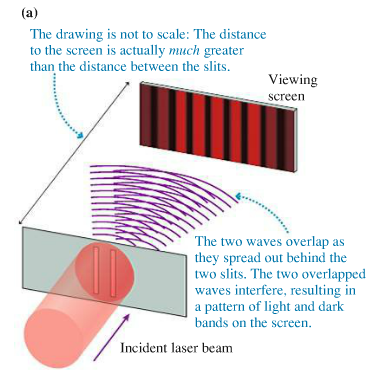 (a)
The drawing is not to scale: The distance
to the screen is actually much greater
than the distance between the slits.
Viewing
screen
The two waves overlap as
they spread out behind the
two slits. The two overlapped
waves interfere, resulting in
a pattern of light and dark
bands on the screen.
Incident laser beam